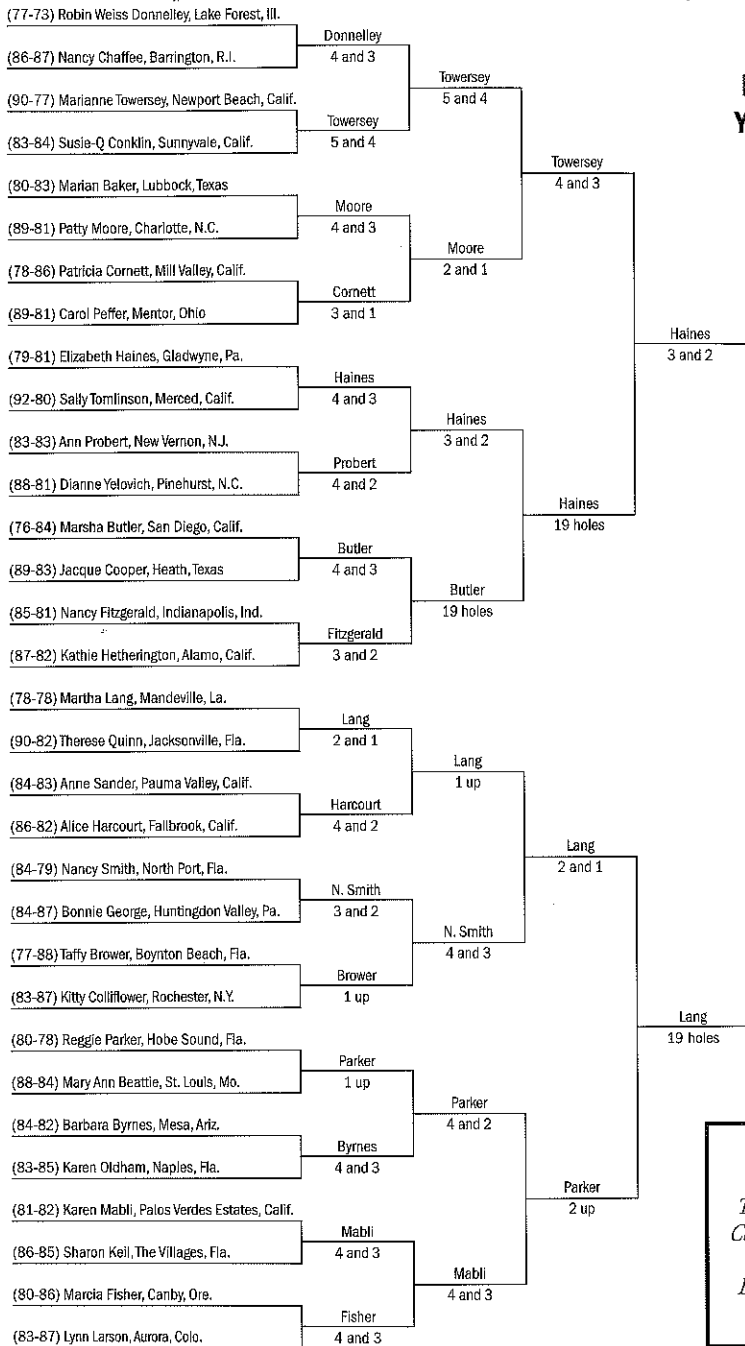 (77-73) Robin Weiss Donnelley, Lake Forest, Ill.
(86-87) Nancy Chaffee, Barrington, R.I.
(90-77) Marianne Towersey, Newport Beach, Calif.
(83-84) Susie-Q Conklin, Sunnyvale, Calif.
(80-83) Marian Baker, Lubbock, Texas
(89-81) Patty Moore, Charlotte, N.C.
(78-86) Patricia Cornett, Mill Valley, Calif.
(89-81) Carol Peffer, Mentor, Ohio
(79-81) Elizabeth Haines, Gladwyne, Pa.
(92-80) Sally Tomlinson, Merced, Calif.
(83-83) Ann Probert, New Vernon, N.J.
(88-81) Dianne Yelovich, Pinehurst, N.C.
(76-84) Marsha Butler, San Diego, Calif.
(89-83) Jacque Cooper, Heath, Texas
(85-81) Nancy Fitzgerald, Indianapolis, Ind.
(87-82) Kathie Hetherington, Alamo, Calif.
(78-78) Martha Lang, Mandeville, La.
(90-82) Therese Quinn, Jacksonville, Fla.
(84-83) Anne Sander, Pauma Valley, Calif.
(86-82) Alice Harcourt, Fallbrook, Calif.
(84-79) Nancy Smith, North Port, Fla.
(84-87) Bonnie George, Huntingdon Valley, Pa.
(77-88) Taffy Brower, Boynton Beach, Fla.
(83-87) Kitty Colliflower, Rochester, N.Y.
(80-78) Reggie Parker, Hobe Sound, Fla.
(88-84) Mary Ann Beattie, St. Louis, Mo.
(84-82) Barbara Byrnes, Mesa, Ariz.
(83-85) Karen Oldham, Naples, Fla.
(81-82) Karen Mabli, Palos Verdes Estates, Calif.
(86-85) Sharon Keil, The Villages, Fla.
(80-86) Marcia Fisher, Canby, Ore.
(83-87) Lynn Larson, Aurora, Colo.
Donnelley
4 and 3
Towersey
5 and 4
Moore
4 and 3
Cornett
3 and 1
Haines
4 and 3
Probert
4 and 2
Butler
4 and 3
Fitzgerald
3 and 2
Lang
2 and 1
Harcourt
4 and 2
N. Smith
3 and 2
Brower
1 up
Parker
1 up
Byrnes
4 and 3
Mabli
4 and 3
Fisher
4 and 3
Towersey
5 and 4
Moore
2 and 1
Haines
3 and 2
Butler
19 holes
Lang
1 up
N. Smith
4 and 3
Parker
4 and 2
Mabli
4 and 3
Towersey
4 and 3
Haines
19 holes
Lang
2 and 1
Parker
2 up
Haines
3 and 2
Lang
19 holes
Y